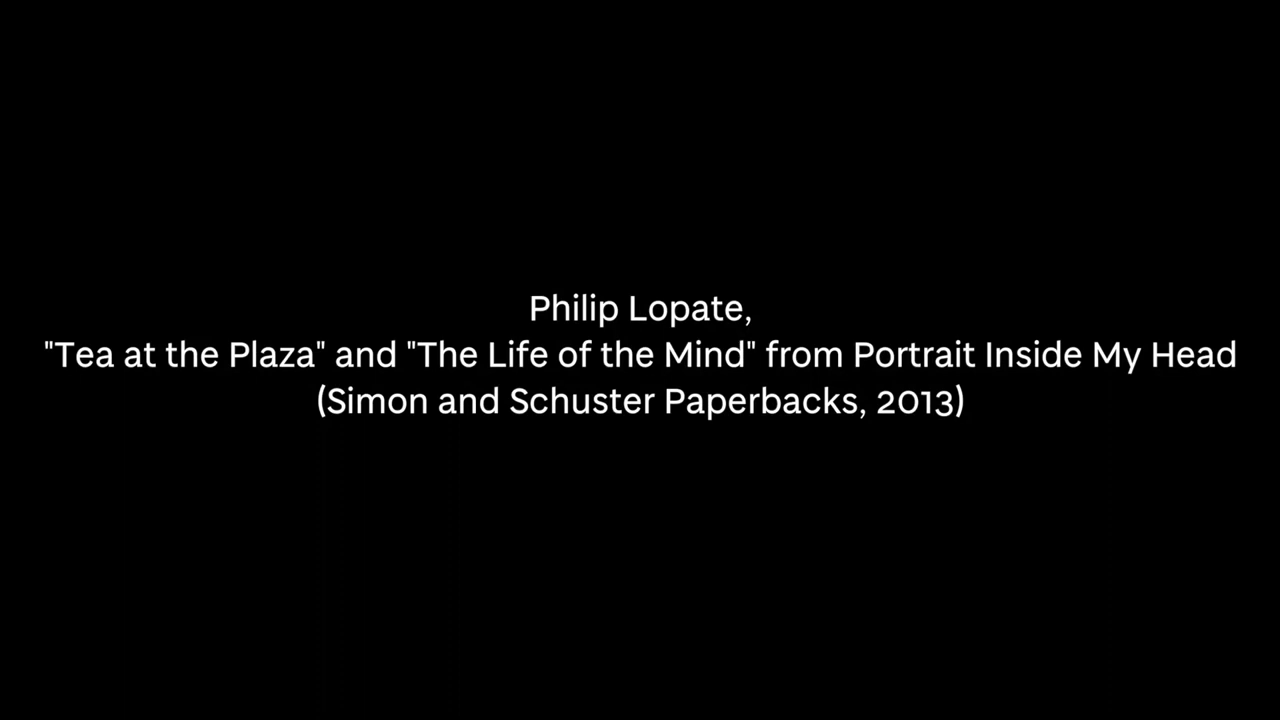 Philip Lopate,
"Tea at the Plaza" and "The Life of the Mind" from Portrait Inside My Head
(Simon and Schuster Paperbacks, 2013)